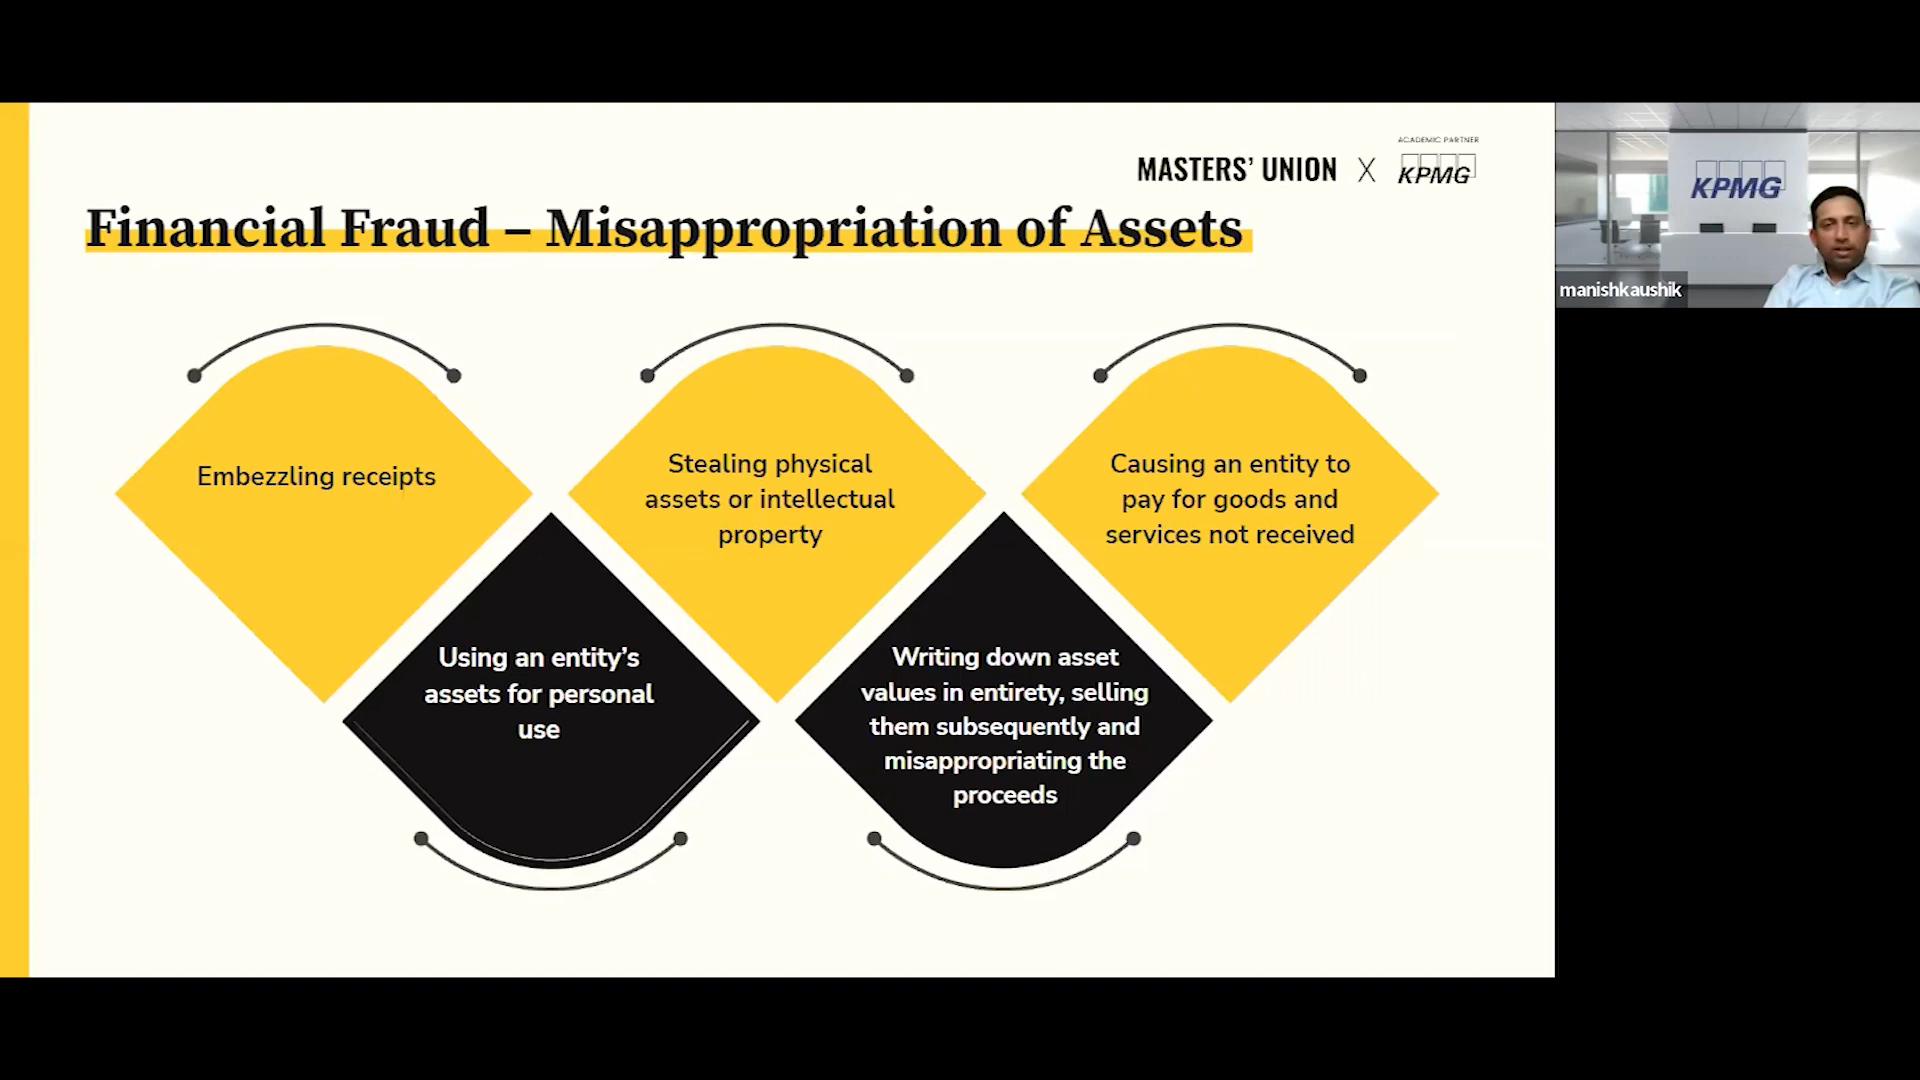 ACADEMIC PARTNER
MASTERS’ UNION X KPMG
Financial Fraud – Misappropriation of Assets
Embezzling receipts
Stealing physical
assets or intellectual
property
Causing an entity to
pay for goods and
services not received
Using an entity’s
assets for personal
use
Writing down asset
values in entirety, selling
them subsequently and
misappropriating the
proceeds
KPMG
manishkaushik